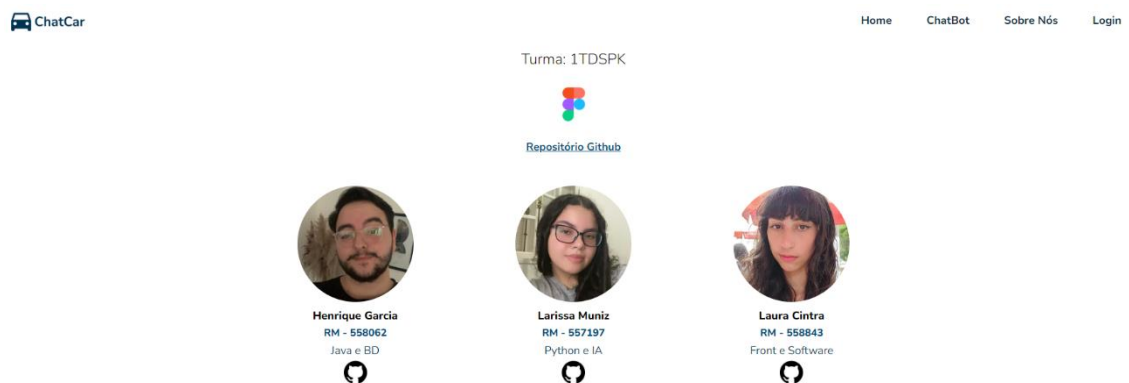 ChatCar
Home ChatBot Sobre Nós Login
Turma: 1TDSPK
Repositório Github
Henrique Garcia
RM - 558062
Java e BD
Larissa Muniz
RM - 557197
Python e IA
Laura Cintra
RM - 558843
Front e Software